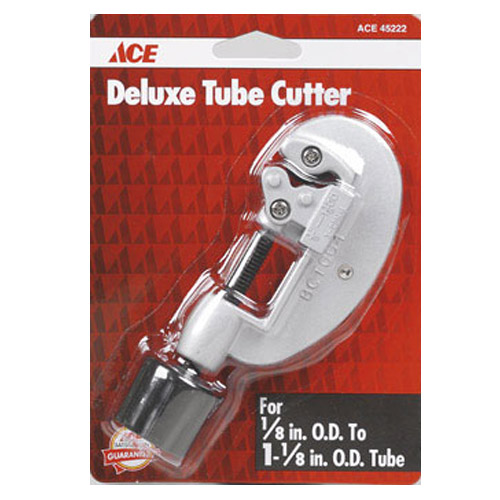 ACE 45222
ACE
Deluxe Tube Cutter
For
1/8 in. O.D. To
1-1/8 in. O.D. Tube
GUARANTEE